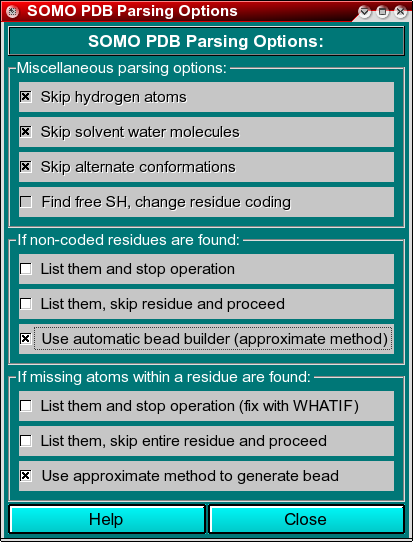 SOMO PDB Parsing Options
SOMO PDB Parsing Options:
Miscellaneous parsing options:
Skip hydrogen atoms
Skip solvent water molecules
Skip alternate conformations
Find free SH, change residue coding
If non-coded residues are found:
List them and stop operation
List them, skip residue and proceed
Use automatic bead builder (approximate method)
If missing atoms within a residue are found:
List them and stop operation (fix with WHATIF)
List them, skip entire residue and proceed
Use approximate method to generate bead
Help Close